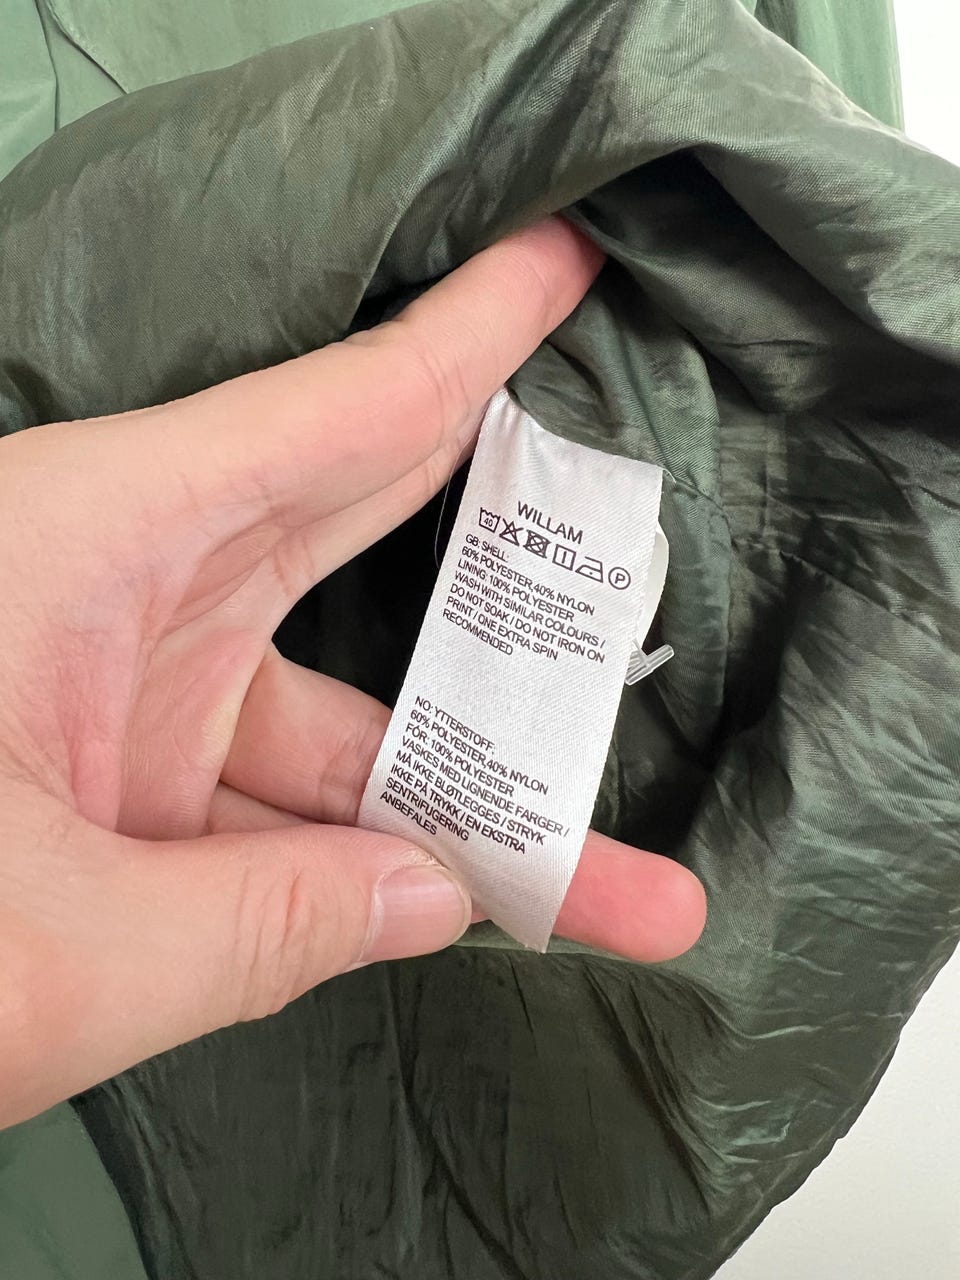 WILLAM
40 P
GB: SHELL:
60% POLYESTER,40% NYLON
LINING: 100% POLYESTER
WASH WITH SIMILAR COLOURS /
DO NOT SOAK / DO NOT IRON ON
PRINT / ONE EXTRA SPIN
RECOMMENDED
NO: YTTERSTOFF:
60% POLYESTER,40% NYLON
FÓR: 100% POLYESTER
VASKES MED LIGNENDE FARGER /
MÅ IKKE BLØTLEGGES / STRYK
IKKE PÅ TRYKK / EN EKSTRA
SENTRIFUGERING
ANBEFALES